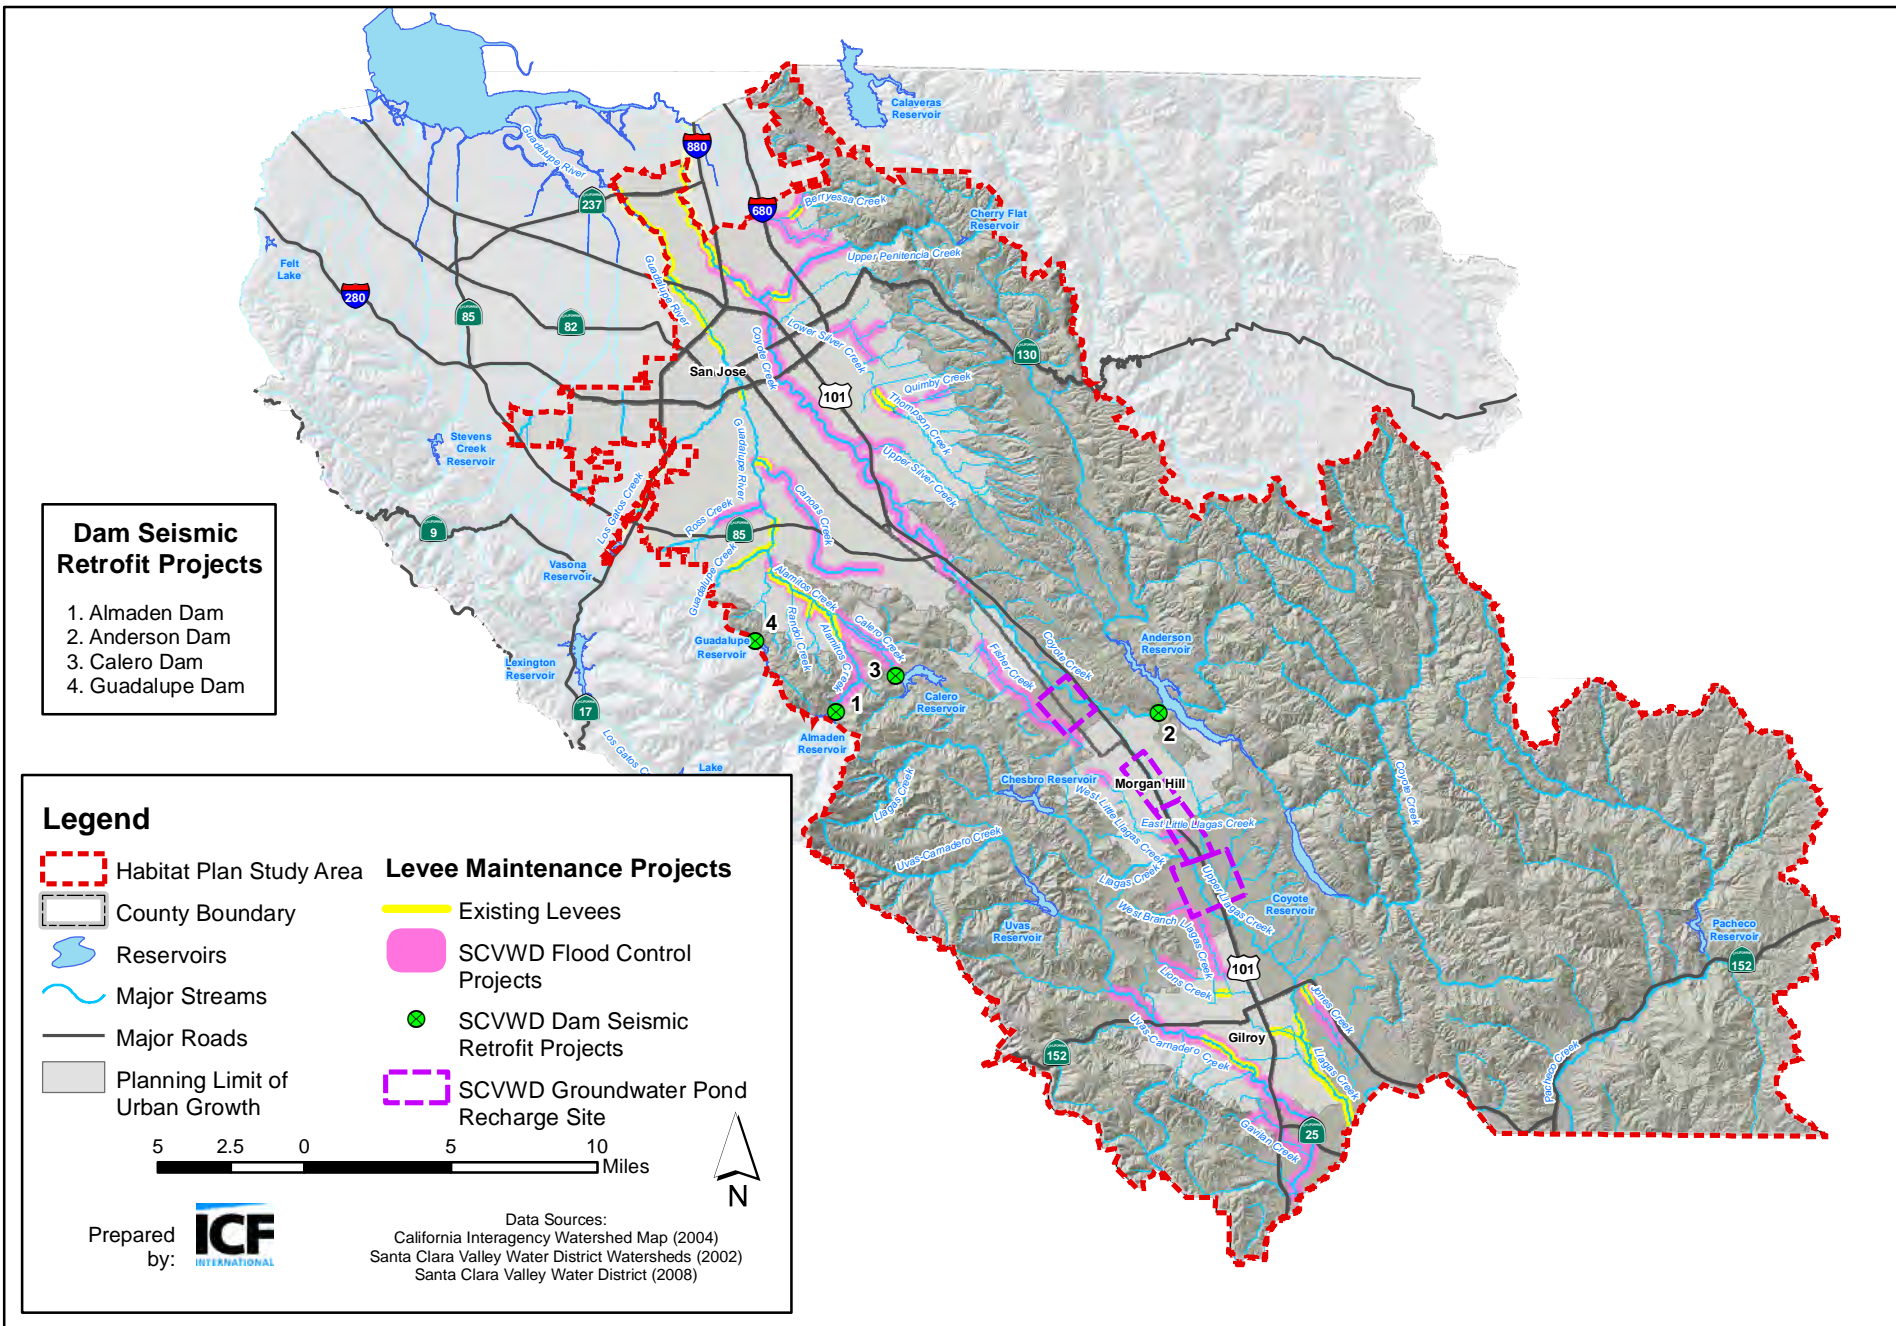 Calaveras
Reservoir
Guadalupe River
880
237
680
Berryessa Creek
Cherry Flat
Reservoir
Upper Penitencia Creek
Felt
Lake
280
85
82
Guadalupe River
Lower Silver Creek
Coyote Creek
San Jose
101
130
Quimby Creek
Thompson Creek
Stevens
Creek
Reservoir
Guadalupe River
Upper Silver Creek
Canoas Creek
Los Gatos Creek
Ross Creek
9
85
Vasona
Reservoir
Guadalupe Creek
Alamitos Creek
Randol Creek
Alamitos Creek
Calero Creek
4
Guadalupe
Reservoir
3
Calero
Reservoir
Fisher Creek
Coyote Creek
Anderson
Reservoir
Lexington
Reservoir
17
1
Almaden
Reservoir
2
Los Gatos C
Lake
Dam Seismic
Retrofit Projects
1. Almaden Dam
2. Anderson Dam
3. Calero Dam
4. Guadalupe Dam
Llagas Creek
Chesbro Reservoir
Morgan Hill
West Little Llagas Creek
East Little Llagas Creek
Coyote Creek
Uvas-Carnadero Creek
Llagas Creek
Upper Llagas Creek
Coyote
Reservoir
West Branch Llagas Creek
Uvas
Reservoir
Pacheco
Reservoir
152
101
Lions Creek
Jones Creek
Gilroy
152
Uvas-Carnadero Creek
Llagas Creek
Pacheco Creek
Gavilan Creek
25
Legend
Habitat Plan Study Area
County Boundary
Reservoirs
Major Streams
Major Roads
Planning Limit of
Urban Growth
Levee Maintenance Projects
Existing Levees
SCVWD Flood Control
Projects
SCVWD Dam Seismic
Retrofit Projects
SCVWD Groundwater Pond
Recharge Site
5 2.5 0 5 10
Miles
N
Prepared
by:
ICF
INTERNATIONAL
Data Sources:
California Interagency Watershed Map (2004)
Santa Clara Valley Water District Watersheds (2002)
Santa Clara Valley Water District (2008)